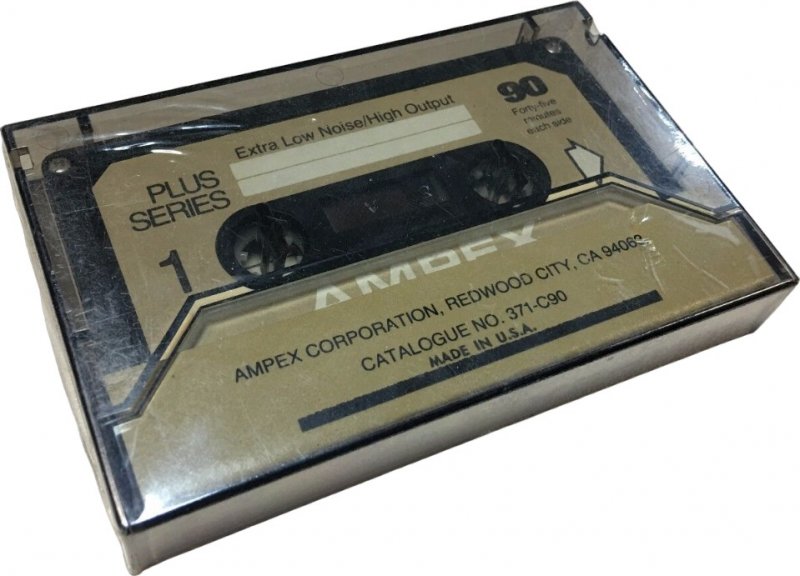 90
Forty-five
minutes
each side
Extra Low Noise/High Output
PLUS
SERIES
1
AMPEX
AMPEX CORPORATION, REDWOOD CITY, CA 94063
CATALOGUE NO. 371-C90
MADE IN U.S.A.